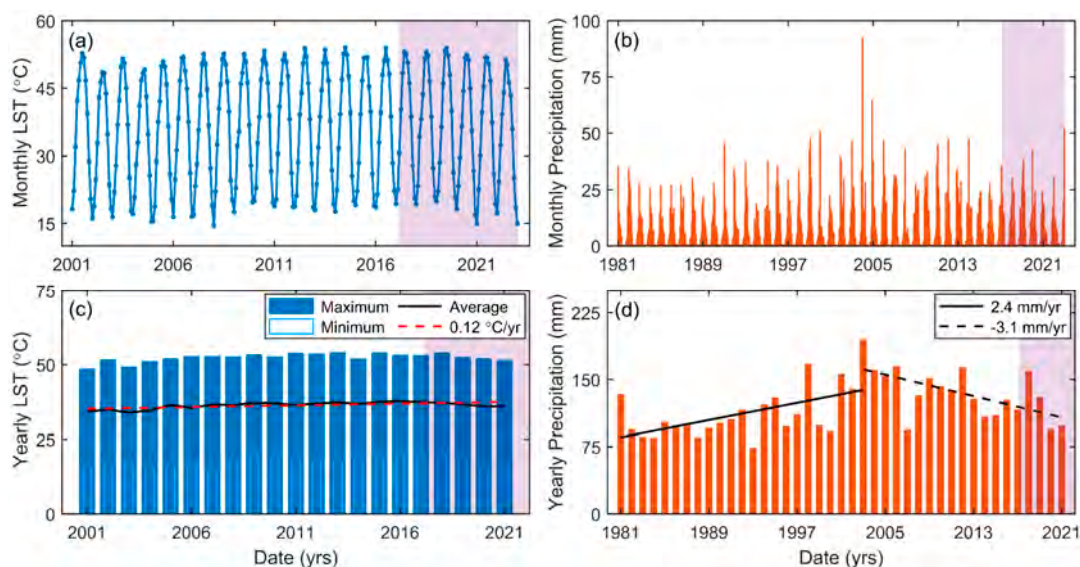 (a)
Monthly LST (°C)
60
45
30
15
2001 2006 2011 2016 2021
(b)
Monthly Precipitation (mm)
100
75
50
25
0
1981 1989 1997 2005 2013 2021
(c)
Yearly LST (°C)
75
50
25
0
Maximum Average
Minimum 0.12 °C/yr
2001 2006 2011 2016 2021
Date (yrs)
(d)
Yearly Precipitation (mm)
225
150
75
0
2.4 mm/yr
-3.1 mm/yr
1981 1989 1997 2005 2013 2021
Date (yrs)